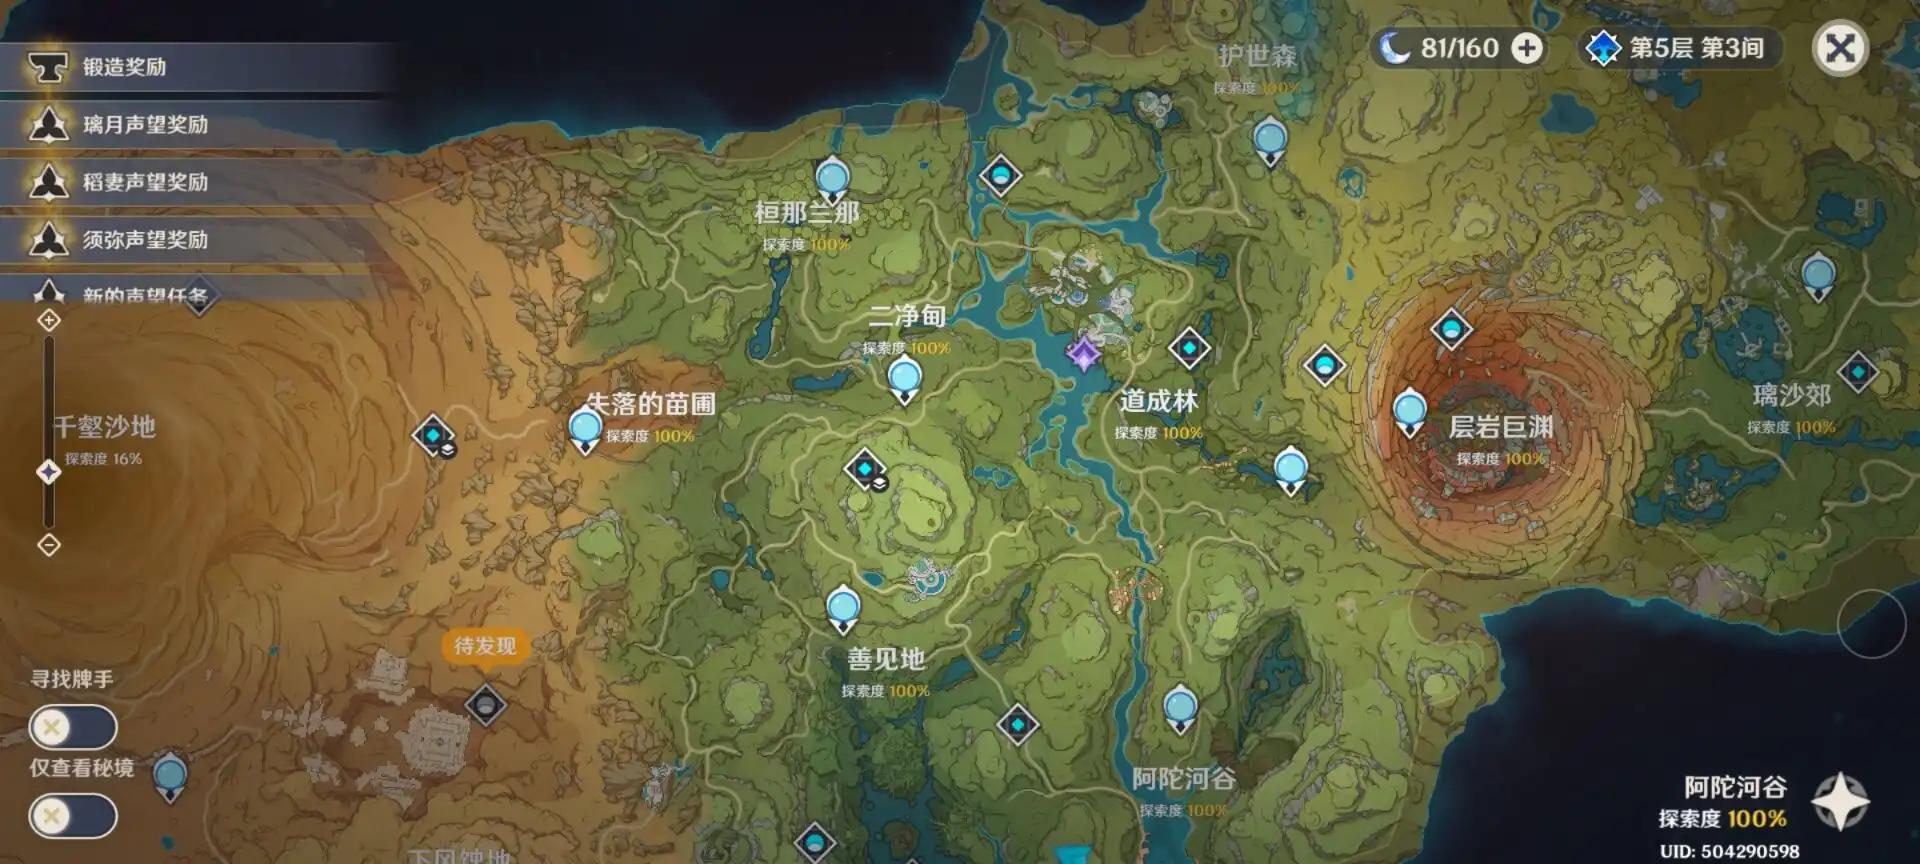 锻造奖励
璃月声望奖励
稻妻声望奖励
须弥声望奖励
新的声望任务
81/160
第5层 第3间
护世森
探索度 100%
桓那兰那
探索度 100%
二净甸
探索度 100%
失落的苗圃
探索度 100%
千壑沙地
探索度 16%
道成林
探索度 100%
层岩巨渊
探索度 100%
璃沙郊
探索度 100%
待发现
善见地
探索度 100%
寻找牌手
仅查看秘境
阿陀河谷
探索度 100%
下风蚀地
阿陀河谷
探索度 100%
UID: 504290598